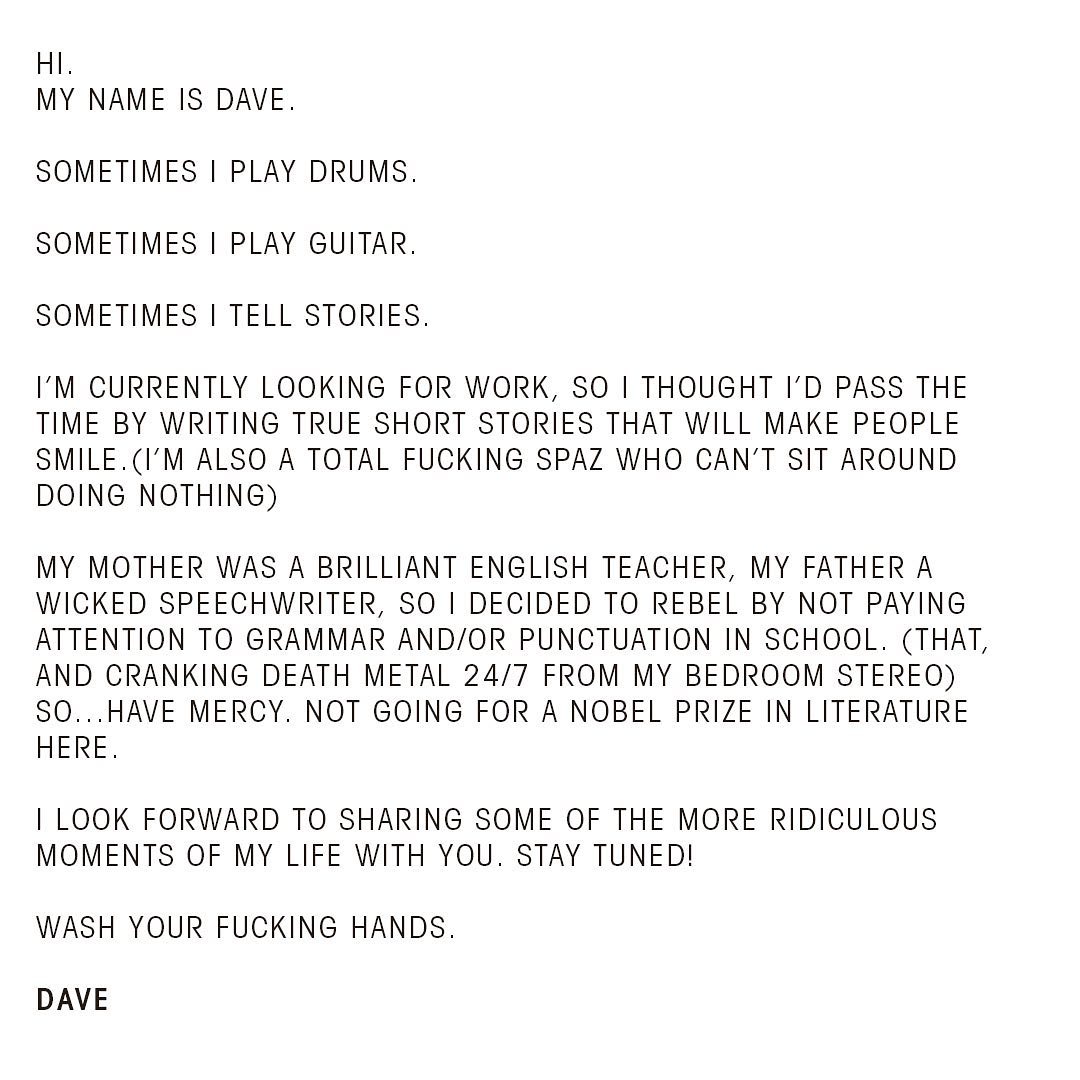 HI.
MY NAME IS DAVE.
SOMETIMES I PLAY DRUMS.
SOMETIMES I PLAY GUITAR.
SOMETIMES I TELL STORIES.
I'M CURRENTLY LOOKING FOR WORK, SO I THOUGHT I'D PASS THE
TIME BY WRITING TRUE SHORT STORIES THAT WILL MAKE PEOPLE
SMILE.(I'M ALSO A TOTAL FUCKING SPAZ WHO CAN'T SIT AROUND
DOING NOTHING)
MY MOTHER WAS A BRILLIANT ENGLISH TEACHER, MY FATHER A
WICKED SPEECHWRITER, SO I DECIDED TO REBEL BY NOT PAYING
ATTENTION TO GRAMMAR AND/OR PUNCTUATION IN SCHOOL. (THAT,
AND CRANKING DEATH METAL 24/7 FROM MY BEDROOM STEREO)
SO...HAVE MERCY. NOT GOING FOR A NOBEL PRIZE IN LITERATURE
HERE.
I LOOK FORWARD TO SHARING SOME OF THE MORE RIDICULOUS
MOMENTS OF MY LIFE WITH YOU. STAY TUNED!
WASH YOUR FUCKING HANDS.
DAVE